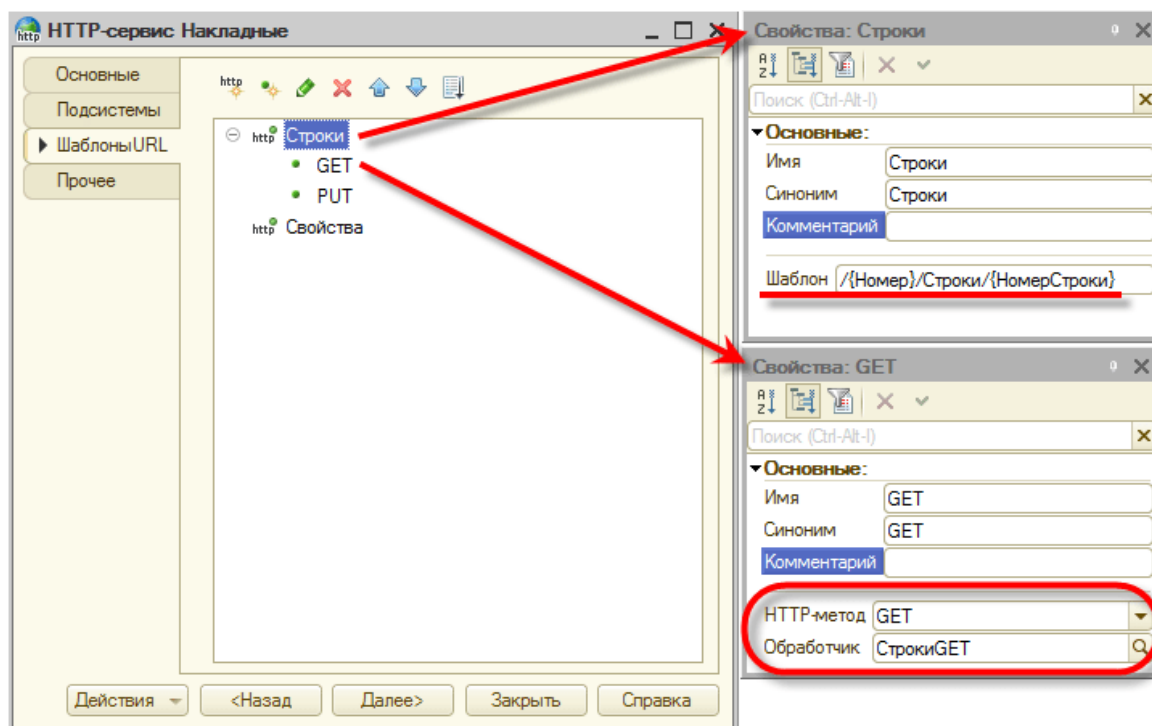 HTTP-сервис Накладные
Основные
Подсистемы
ШаблоныURL
Прочее
http
http Строки
GET
PUT
http Свойства
Действия
<Назад
Далее>
Закрыть
Справка
Свойства: Строки
Поиск (Ctrl-Alt-I)
Основные:
Имя Строки
Синоним Строки
Комментарий
Шаблон /{Номер}/Строки/{НомерСтроки}
Свойства: GET
Поиск (Ctrl-Alt-I)
Основные:
Имя GET
Синоним GET
Комментарий
HTTP-метод GET
Обработчик СтрокиGET